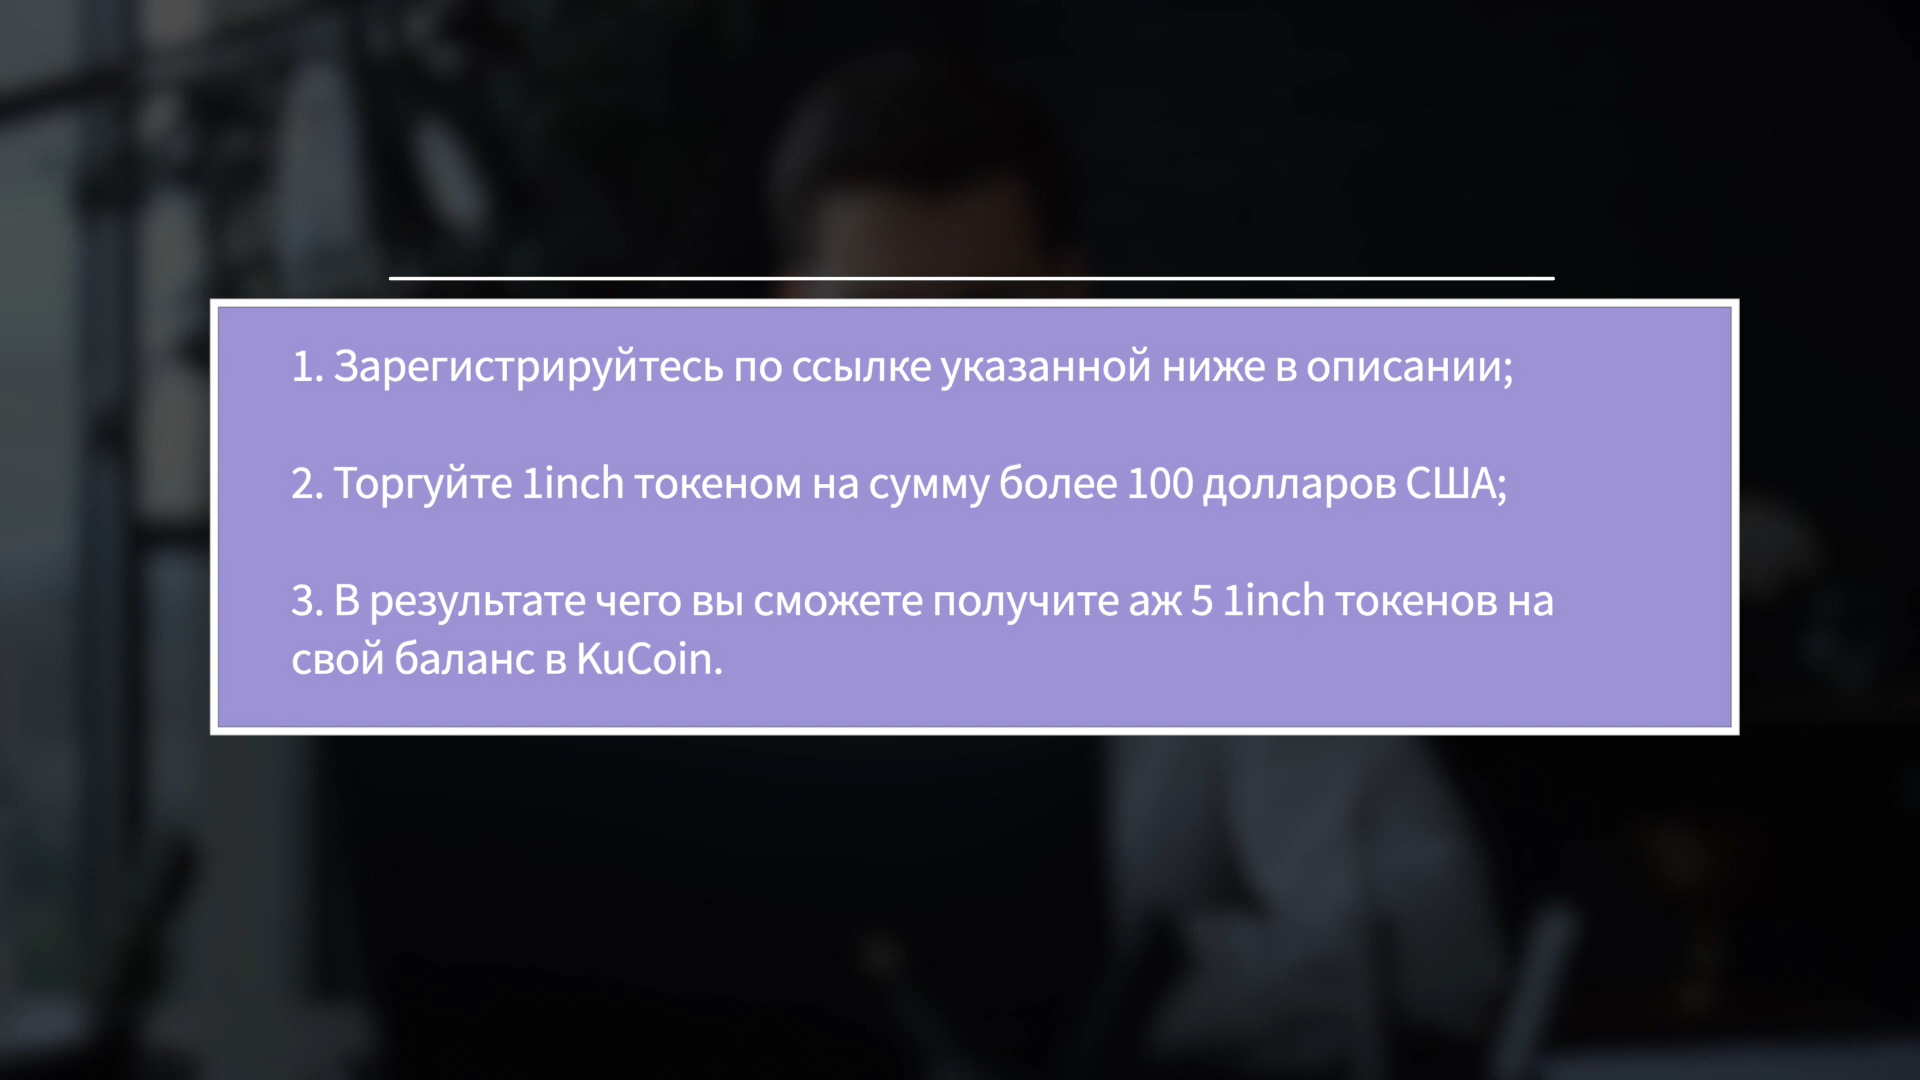 1. Зарегистрируйтесь по ссылке указанной ниже в описании;
2. Торгуйте 1inch токеном на сумму более 100 долларов США;
3. В результате чего вы сможете получите аж 5 1inch токенов на
свой баланс в KuCoin.